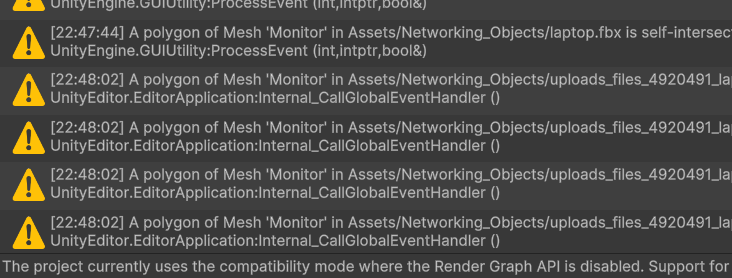 UnityEngine.GUIUtility:ProcessEvent (int,intptr,bool&)
[22:47:44] A polygon of Mesh 'Monitor' in Assets/Networking_Objects/laptop.fbx is self-intersect
UnityEngine.GUIUtility:ProcessEvent (int,intptr,bool&)
[22:48:02] A polygon of Mesh 'Monitor' in Assets/Networking_Objects/uploads_files_4920491_la
UnityEditor.EditorApplication:Internal_CallGlobalEventHandler ()
[22:48:02] A polygon of Mesh 'Monitor' in Assets/Networking_Objects/uploads_files_4920491_la
UnityEditor.EditorApplication:Internal_CallGlobalEventHandler ()
[22:48:02] A polygon of Mesh 'Monitor' in Assets/Networking_Objects/uploads_files_4920491_la
UnityEditor.EditorApplication:Internal_CallGlobalEventHandler ()
[22:48:02] A polygon of Mesh 'Monitor' in Assets/Networking_Objects/uploads_files_4920491_la
UnityEditor.EditorApplication:Internal_CallGlobalEventHandler ()
The project currently uses the compatibility mode where the Render Graph API is disabled. Support for